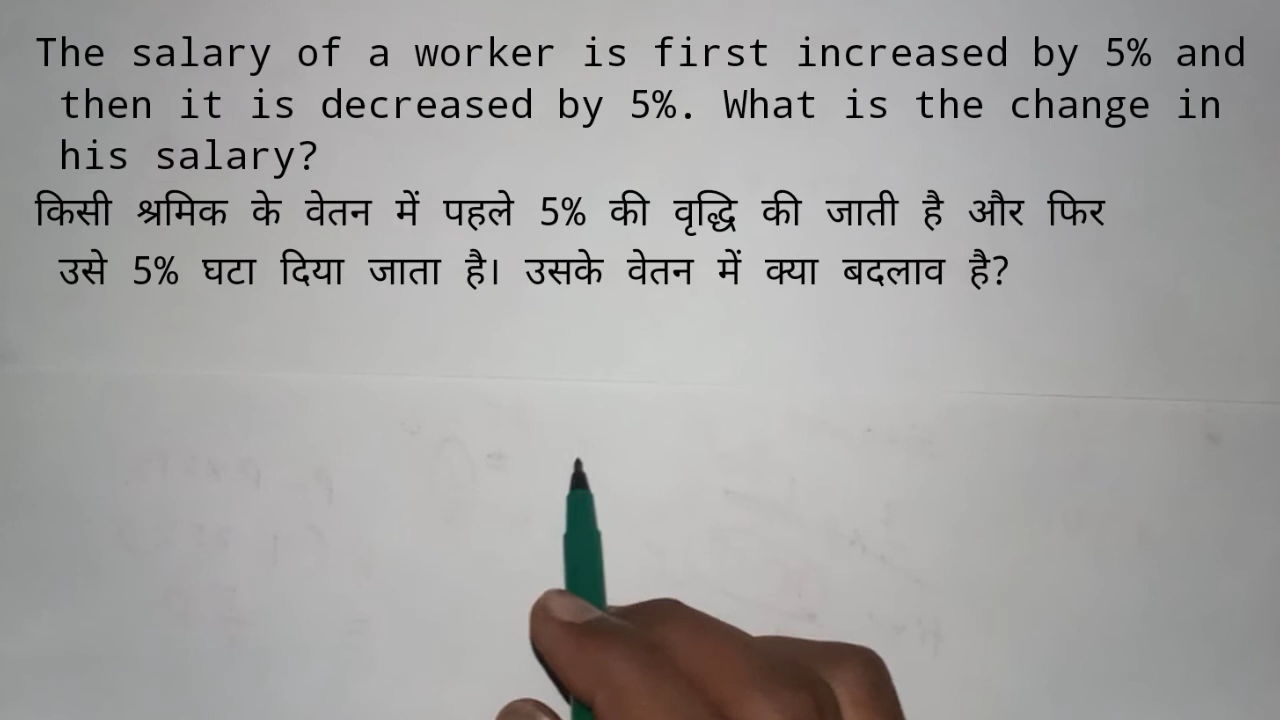 The salary of a worker is first increased by 5% and
then it is decreased by 5%. What is the change in
his salary?
किसी श्रमिक के वेतन में पहले 5% की वृद्धि की जाती है और फिर
उसे 5% घटा दिया जाता है। उसके वेतन में क्या बदलाव है?